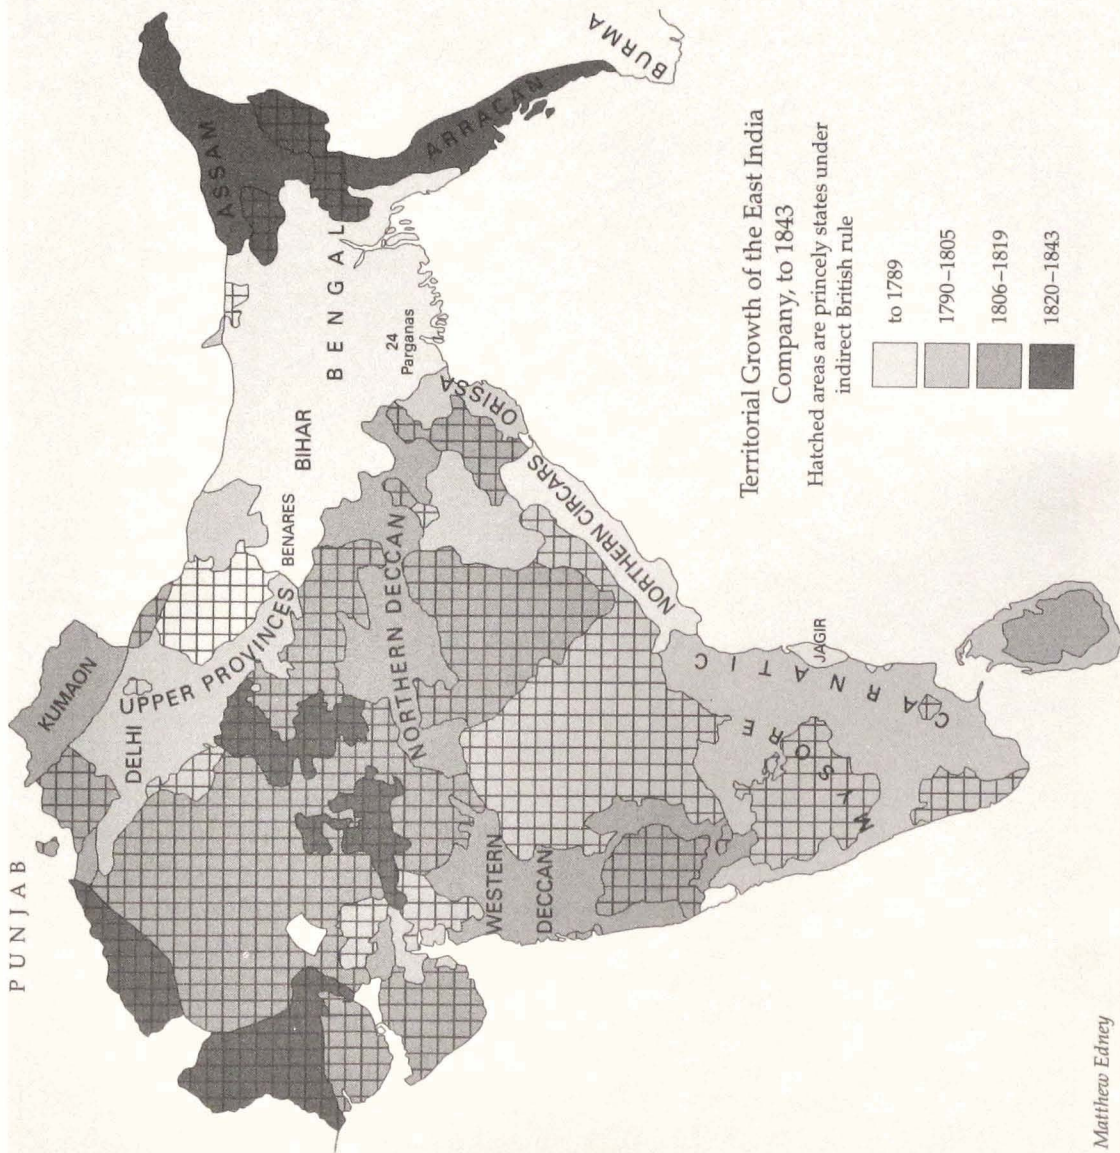 PUNJAB
KUMAON
DELHI
UPPER PROVINCES
BENARES
BIHAR
BENGAL
24
Parganas
ASSAM
ARRACAN
BURMA
ORISSA
NORTHERN CIRCARS
NORTHERN DECCAN
WESTERN
DECCAN
MYSORE
CARNATIC
JAGIR
Territorial Growth of the East India
Company, to 1843
Hatched areas are princely states under
indirect British rule
to 1789
1790–1805
1806–1819
1820–1843
Matthew Edney